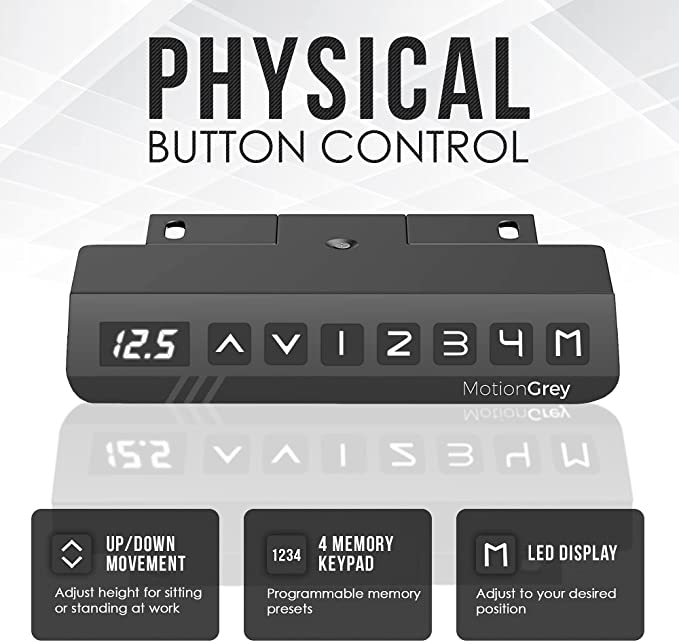 PHYSICAL
BUTTON CONTROL
12.5 1 2 3 4 M
MotionGrey
UP/DOWN
MOVEMENT
Adjust height for sitting
or standing at work
1234
4 MEMORY
KEYPAD
Programmable memory
presets
M
LED DISPLAY
Adjust to your desired
position